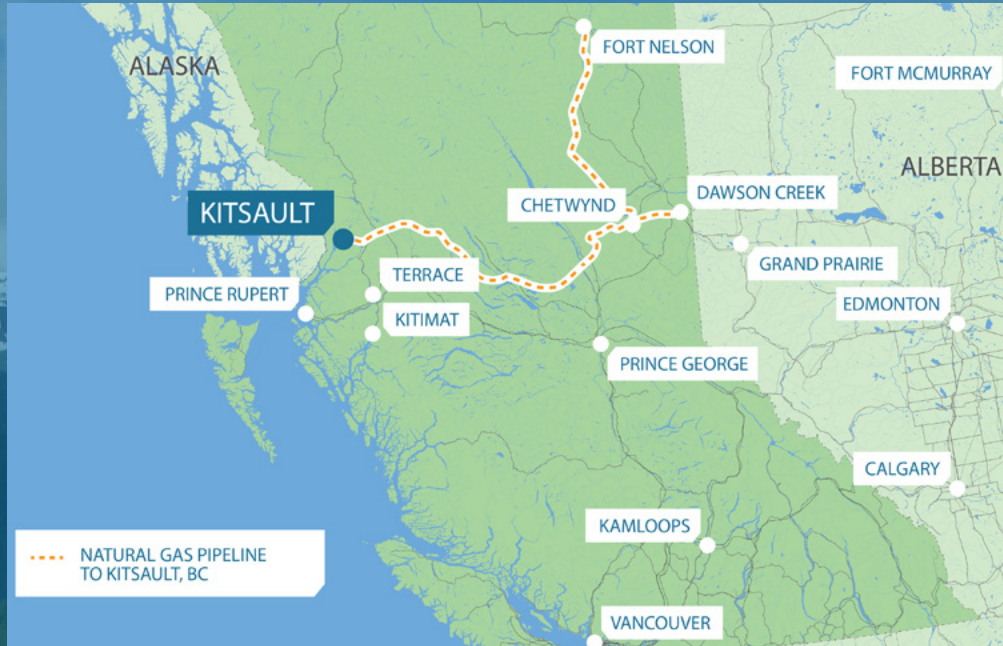 ALASKA
FORT NELSON
FORT MCMURRAY
ALBERTA
CHETWYND
DAWSON CREEK
KITSAULT
GRAND PRAIRIE
TERRACE
PRINCE RUPERT
KITIMAT
EDMONTON
PRINCE GEORGE
CALGARY
KAMLOOPS
NATURAL GAS PIPELINE
TO KITSAULT, BC
VANCOUVER